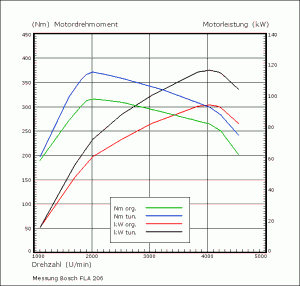 (Nm) Motordrehmoment
Motorleistung (kW)
450
400
350
300
250
200
150
100
50
0
140
120
100
80
60
40
20
0
Nm org.
Nm tun.
kW org.
kW tun.
1000
2000
3000
4000
5000
Drehzahl (U/min)
Messung Bosch FLA 206